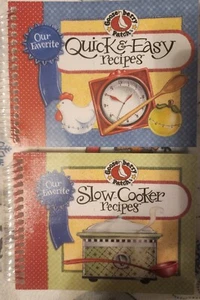 Gooseberry
Patch
Our Favorite
Quick & Easy
recipes
Gooseberry
Patch
Our Favorite
Slow-Cooker
recipes